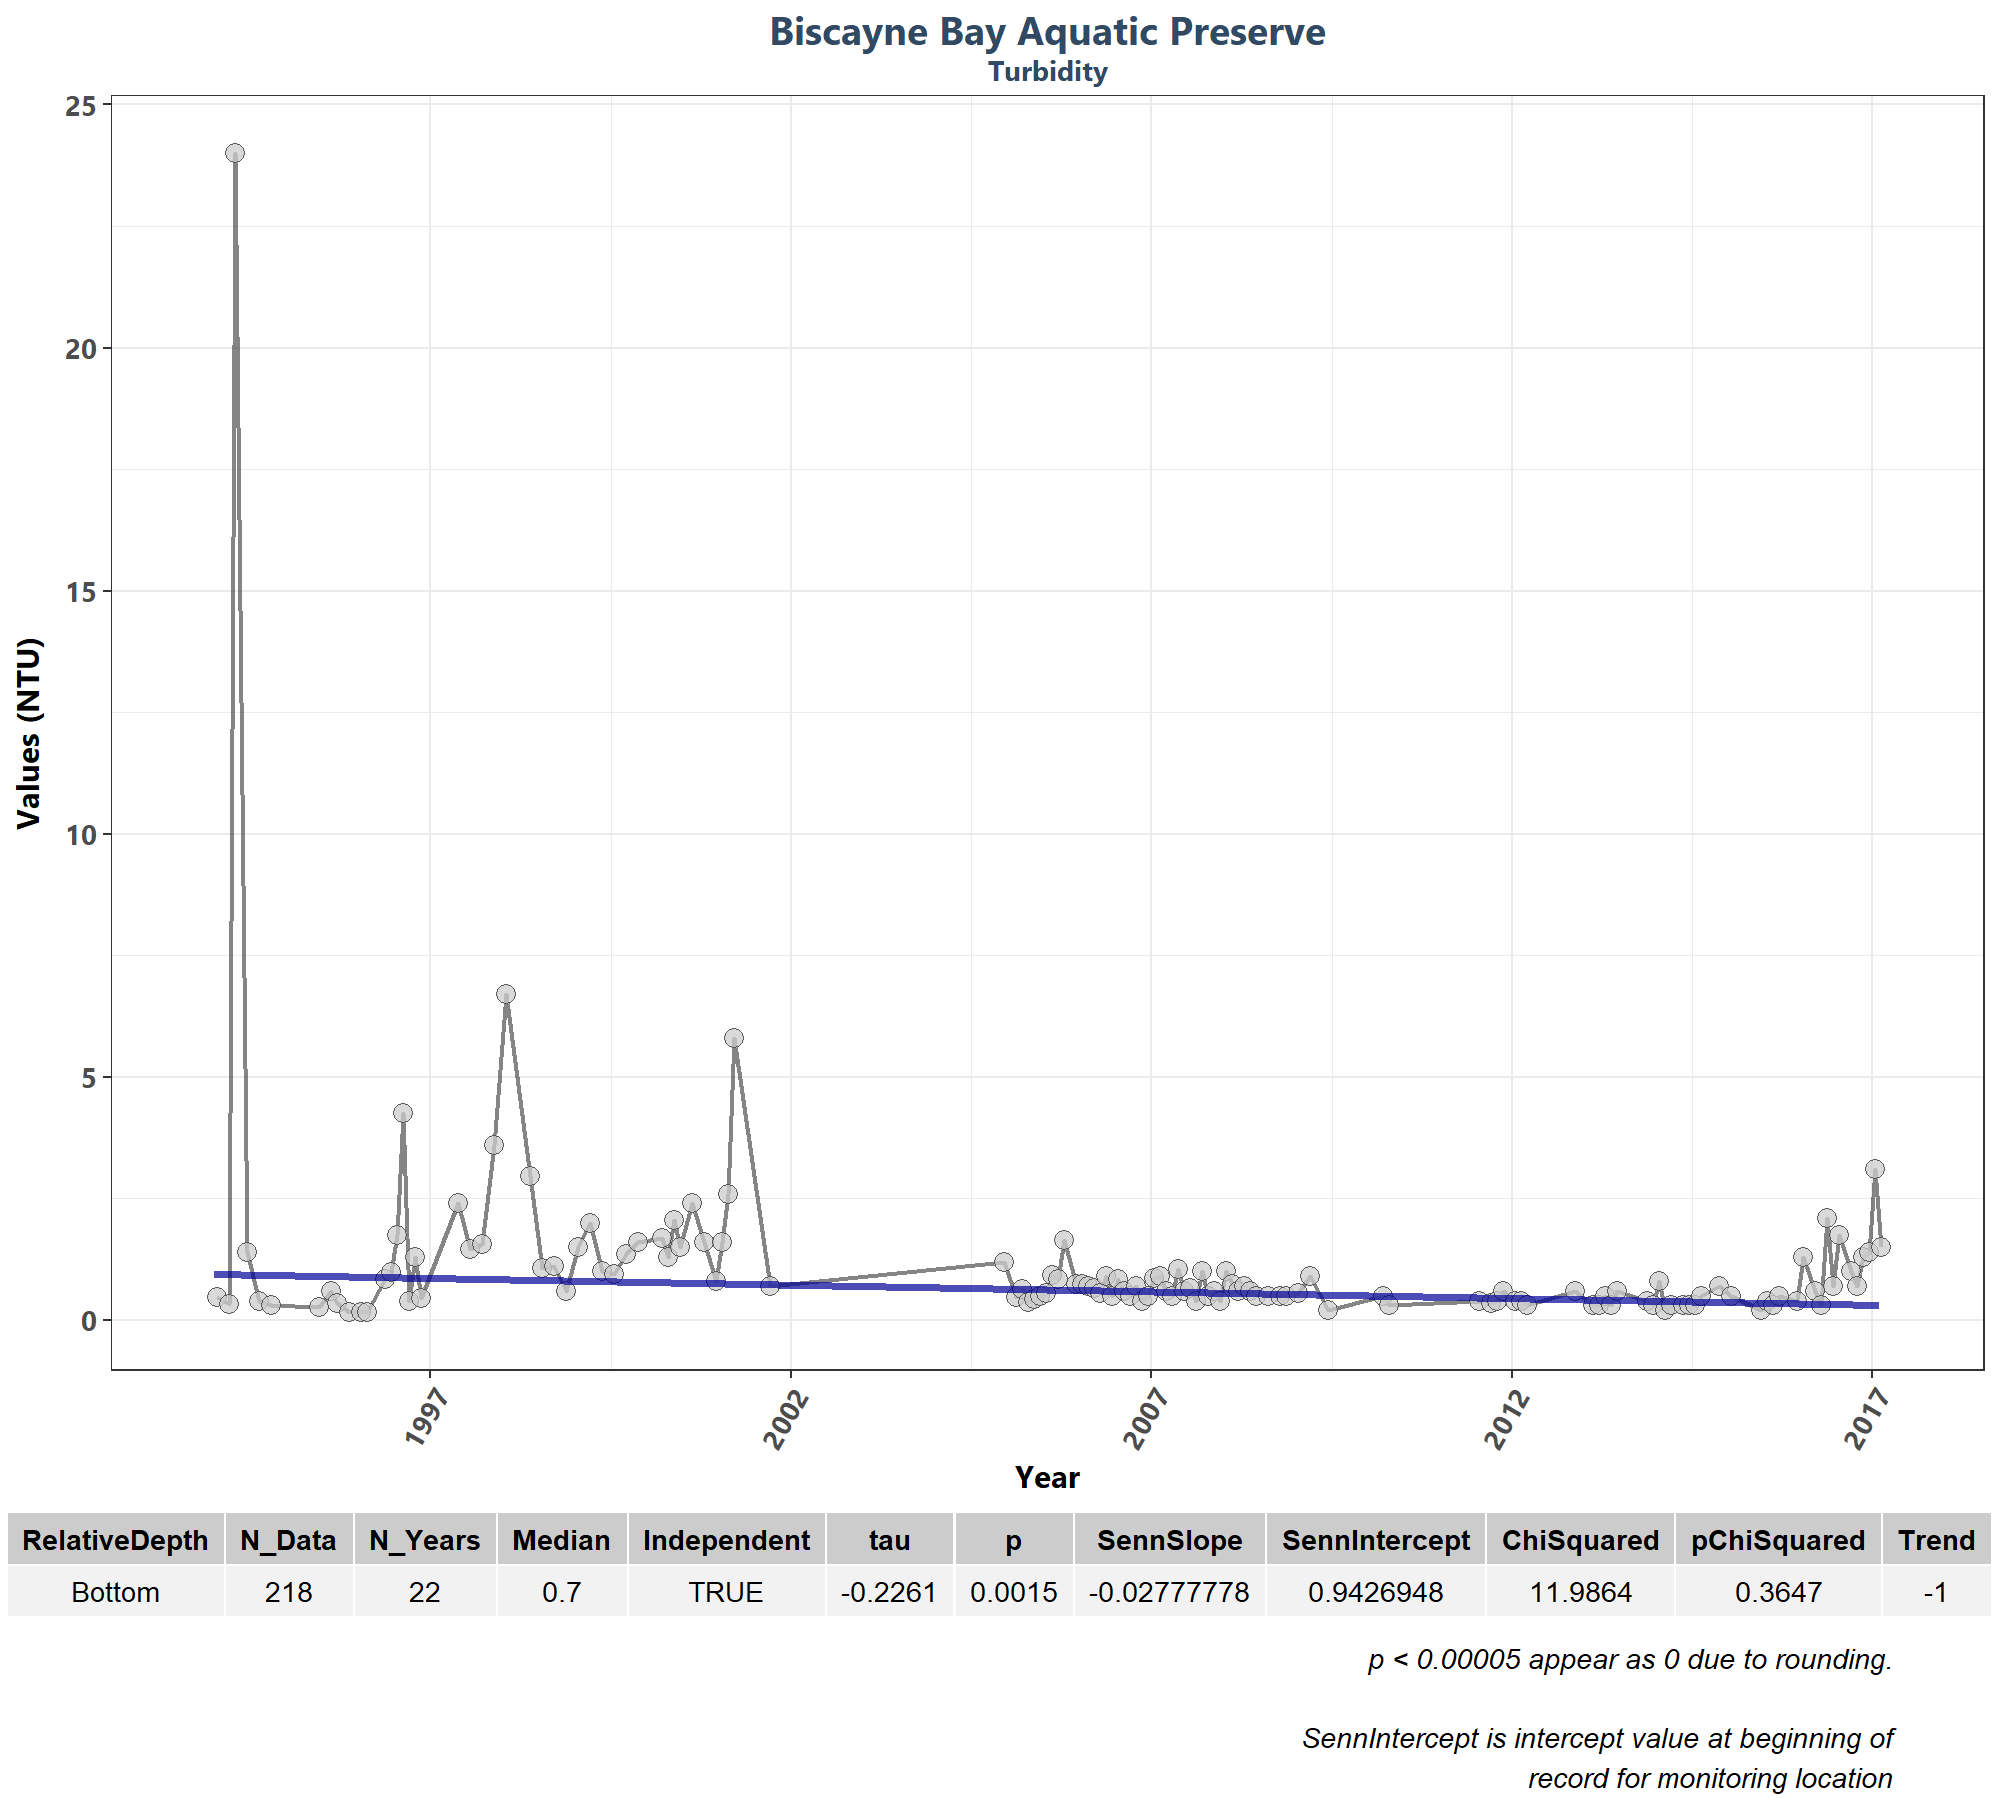 Biscayne Bay Aquatic Preserve
Turbidity
25
20
15
10
5
0
Values (NTU)
1997
2002
2007
2012
2017
Year
RelativeDepth N_Data N_Years Median Independent tau p SennSlope SennIntercept ChiSquared pChiSquared Trend
Bottom 218 22 0.7 TRUE -0.2261 0.0015 -0.02777778 0.9426948 11.9864 0.3647 -1
p < 0.00005 appear as 0 due to rounding.
SennIntercept is intercept value at beginning of
record for monitoring location